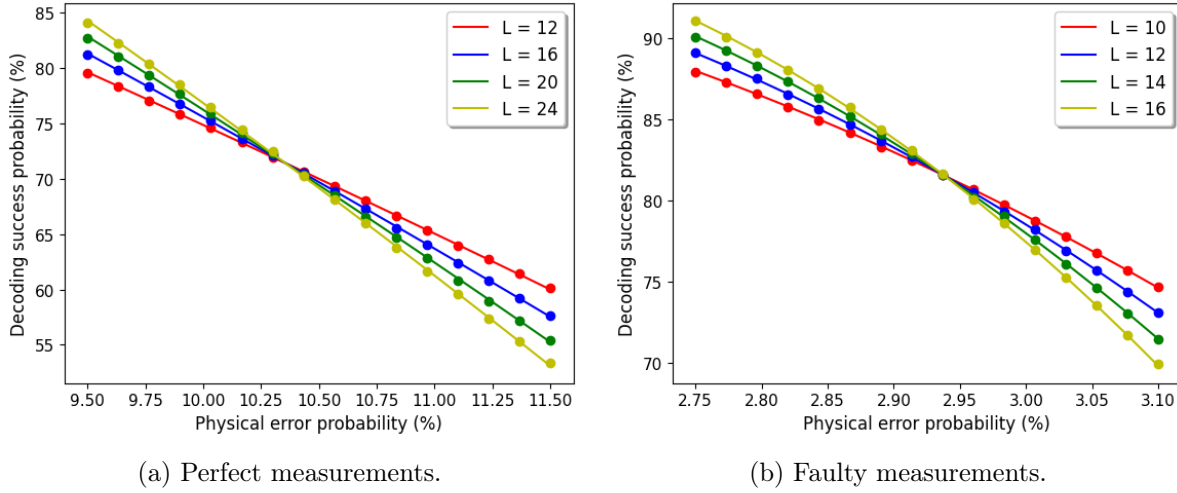 85
80
75
70
65
60
55
Decoding success probability (%)
L = 12
L = 16
L = 20
L = 24
9.50 9.75 10.00 10.25 10.50 10.75 11.00 11.25 11.50
Physical error probability (%)
(a) Perfect measurements.
90
85
80
75
70
Decoding success probability (%)
L = 10
L = 12
L = 14
L = 16
2.75 2.80 2.85 2.90 2.95 3.00 3.05 3.10
Physical error probability (%)
(b) Faulty measurements.